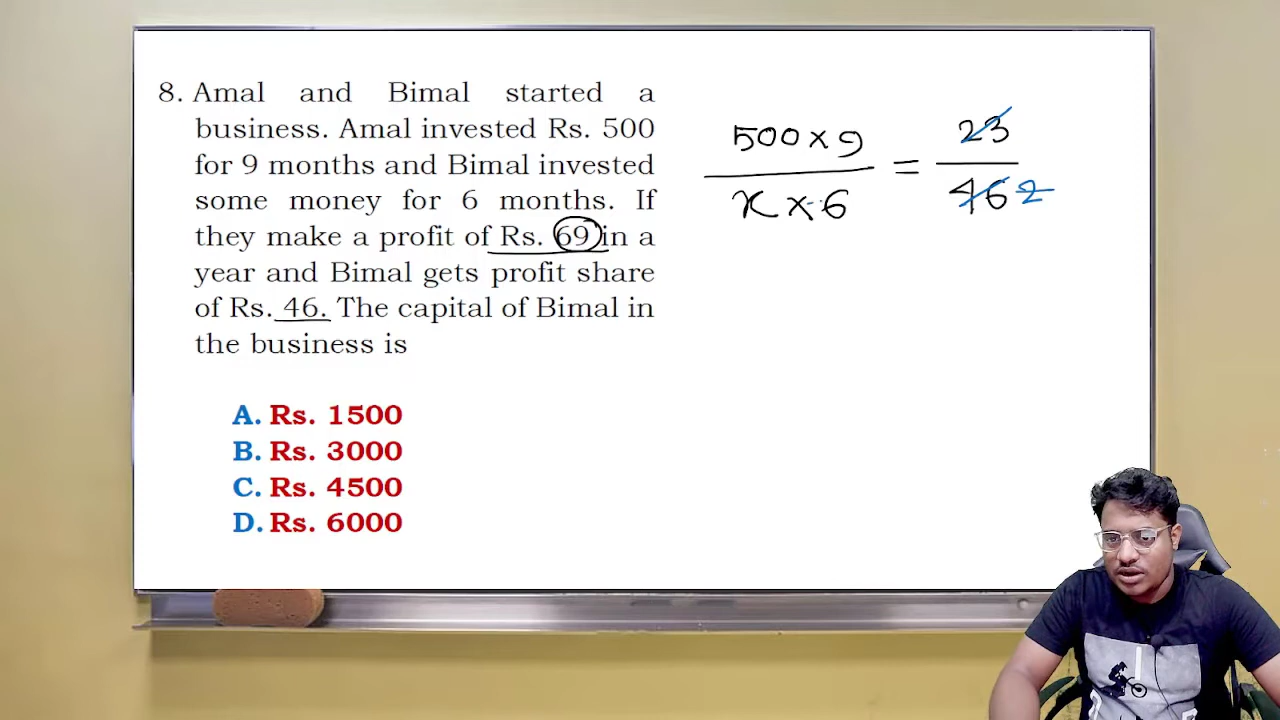 8. Amal and Bimal started a
business. Amal invested Rs. 500
for 9 months and Bimal invested
some money for 6 months. If
they make a profit of Rs. 69 in a
year and Bimal gets profit share
of Rs. 46. The capital of Bimal in
the business is
A. Rs. 1500
B. Rs. 3000
C. Rs. 4500
D. Rs. 6000
500 × 9 = 23
x × 6 46 2